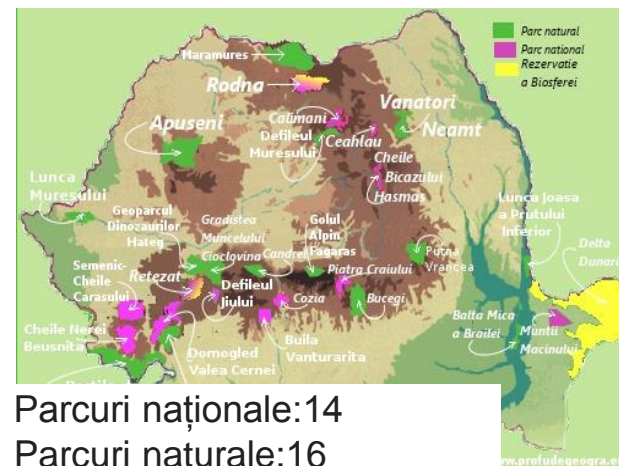 Parc natural
Parc national
Rezervatie
a Biosferei
Maramures
Rodna
Calimani
Defileul
Muresului
Vanatori
Neamt
Ceahlau
Apuseni
Cheile
Bicazului
Hasmas
Lunca
Muresului
Geoparcul
Dinozaurilor
Hateg
Gradistea
Muncelului
Cioclovina
Candrel
Golul
Alpin
Fagaras
Lunca Joasa
a Prutului
Inferior
Putna
Vrancea
Delta
Dunarii
Semenic-
Cheile
Carasului
Retezat
Defileul
Jiului
Piatra Craiului
Cozia
Bucegi
Balta Mica
a Brailei
Muntii
Macinului
Cheile Nerei
Beusnita
Domogled
Valea Cernei
Buila
Vanturarita
Parcuri naționale:14
Parcuri naturale:16